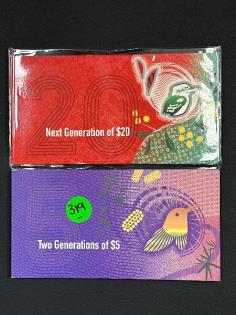 20
Next Generation of $20
319
Two Generations of $5